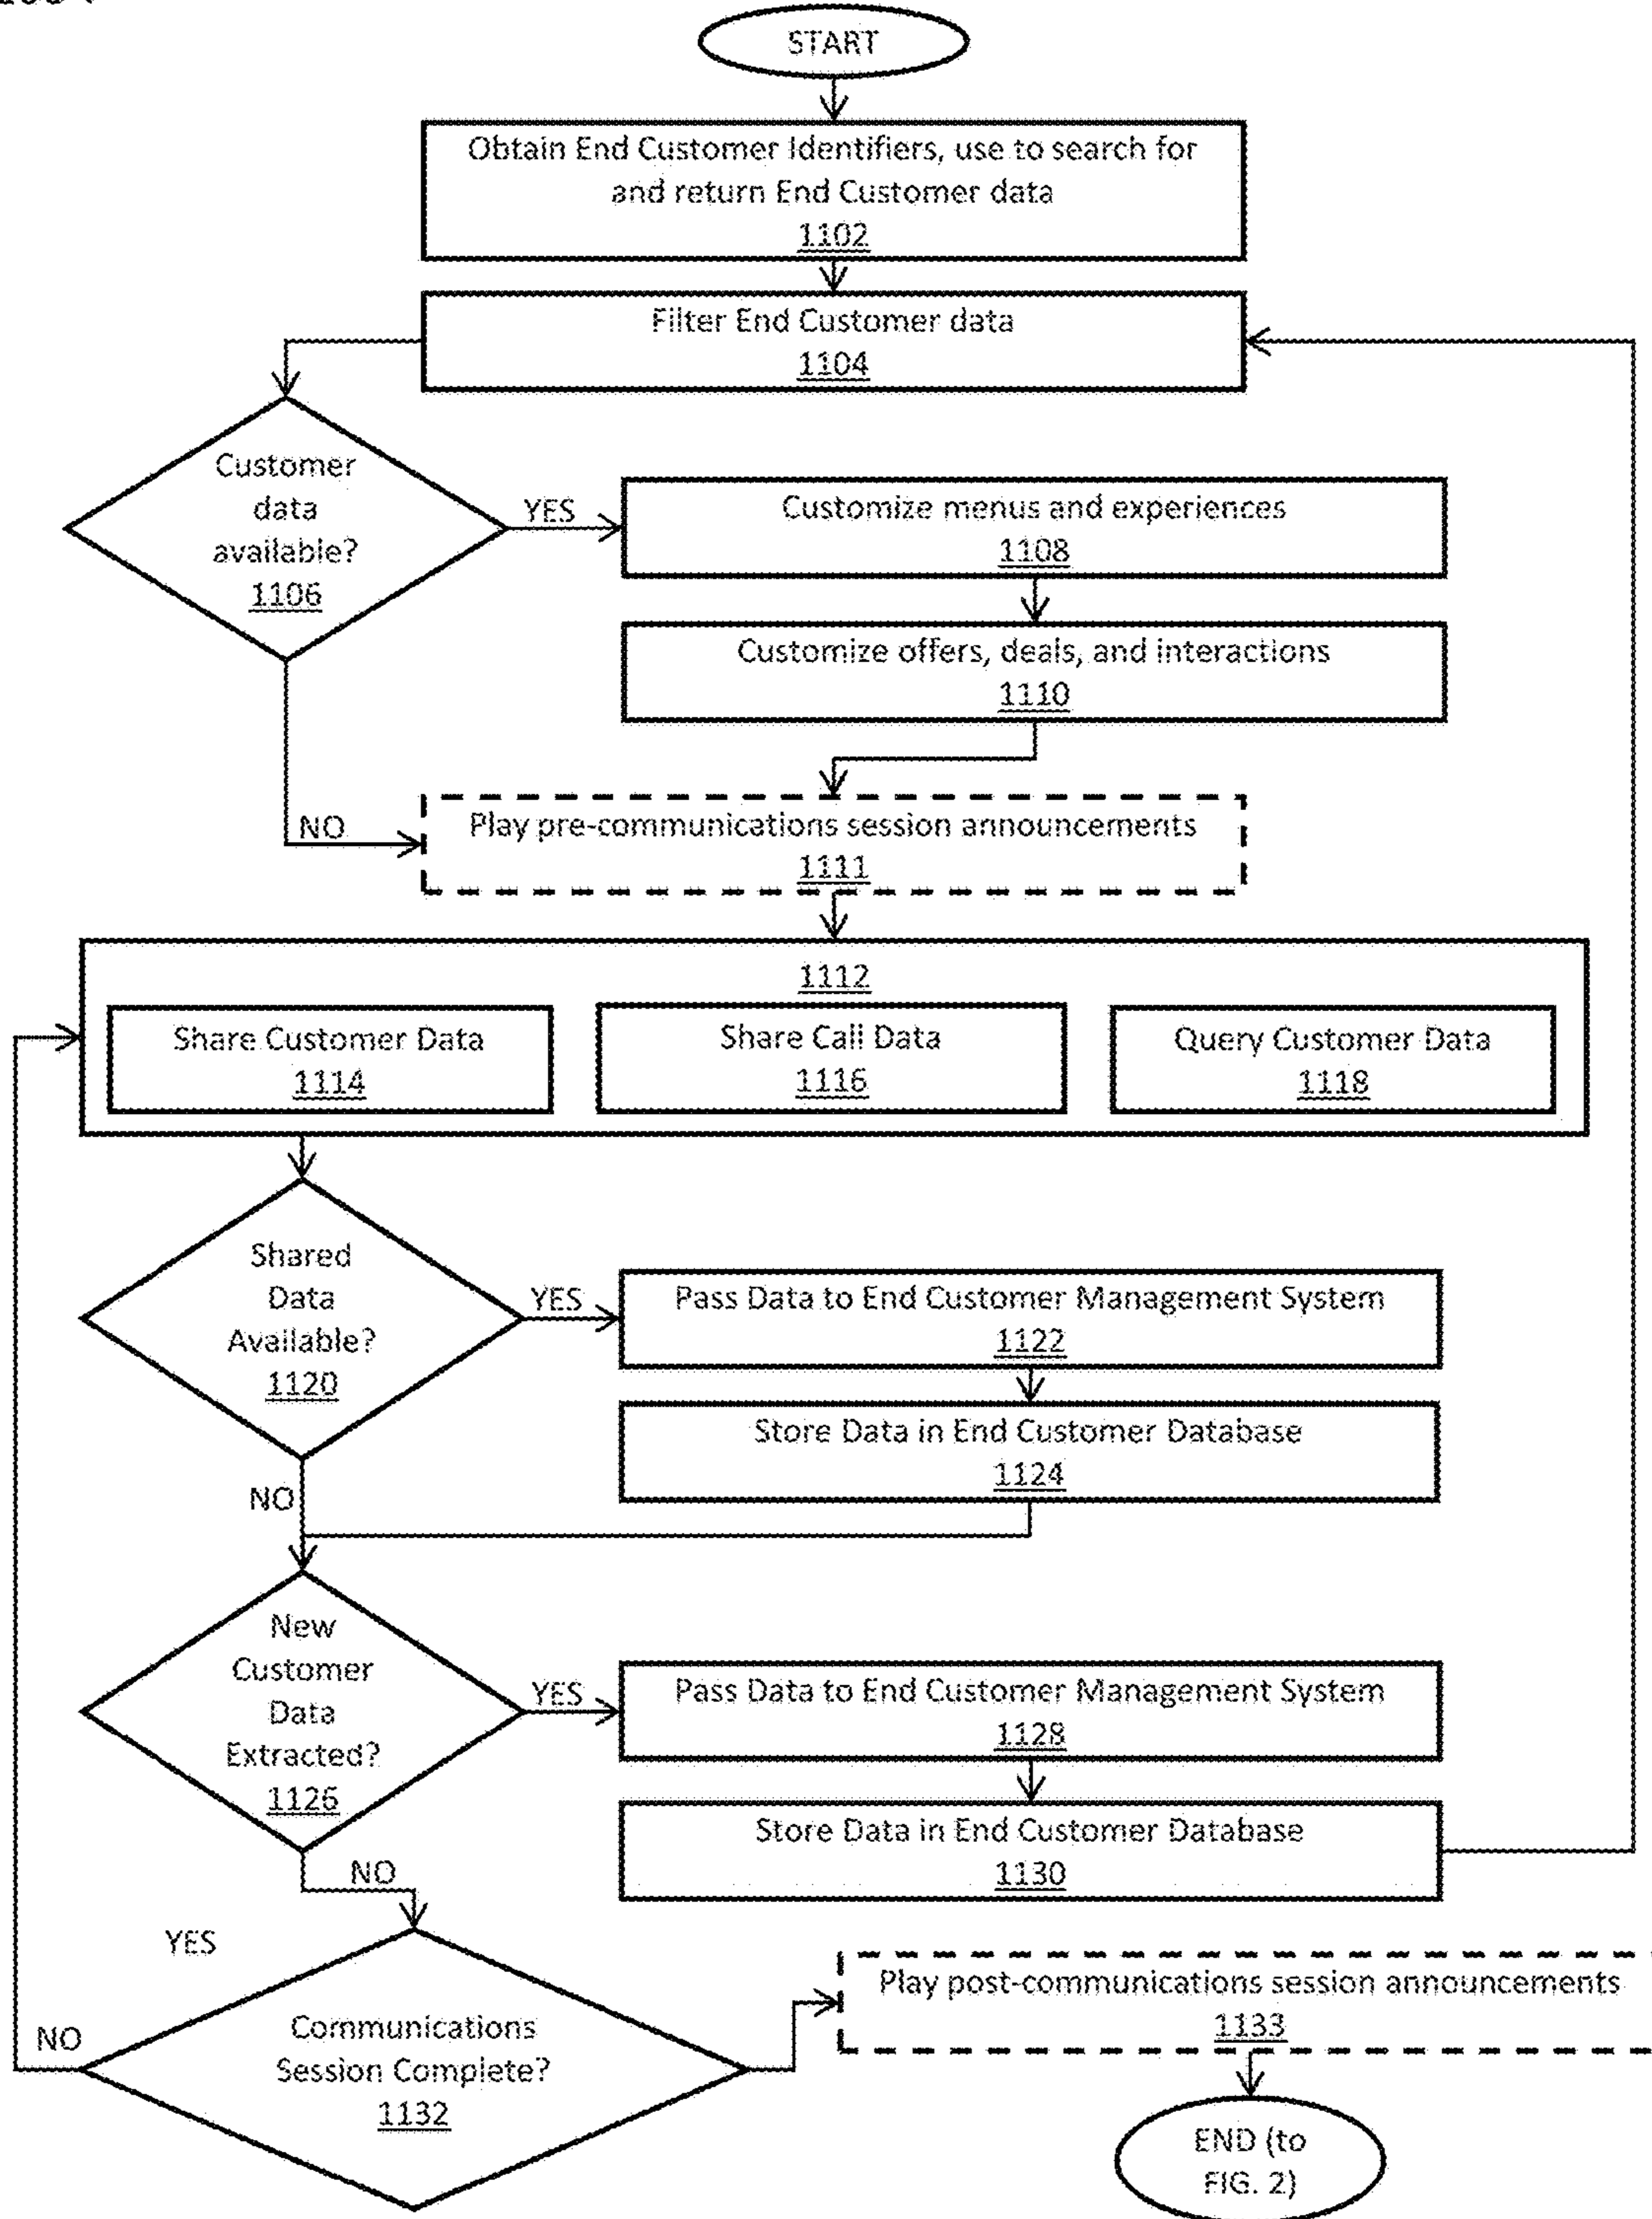 START
Obtain End Customer Identifiers, use to search for
and return End Customer data
1102
Filter End Customer data
1104
Customer
data
available?
1106
YES
Customize menus and experiences
1108
Customize offers, deals, and interactions
1110
NO
Play pre-communications session announcements
1111
1112
Share Customer Data
1114
Share Call Data
1116
Query Customer Data
1118
Shared
Data
Available?
1120
YES
Pass Data to End Customer Management System
1122
Store Data in End Customer Database
1124
NO
New
Customer
Data
Extracted?
1126
YES
Pass Data to End Customer Management System
1128
Store Data in End Customer Database
1130
NO
YES
NO
Communications
Session Complete?
1132
Play post-communications session announcements
1133
END (to
FIG. 2)